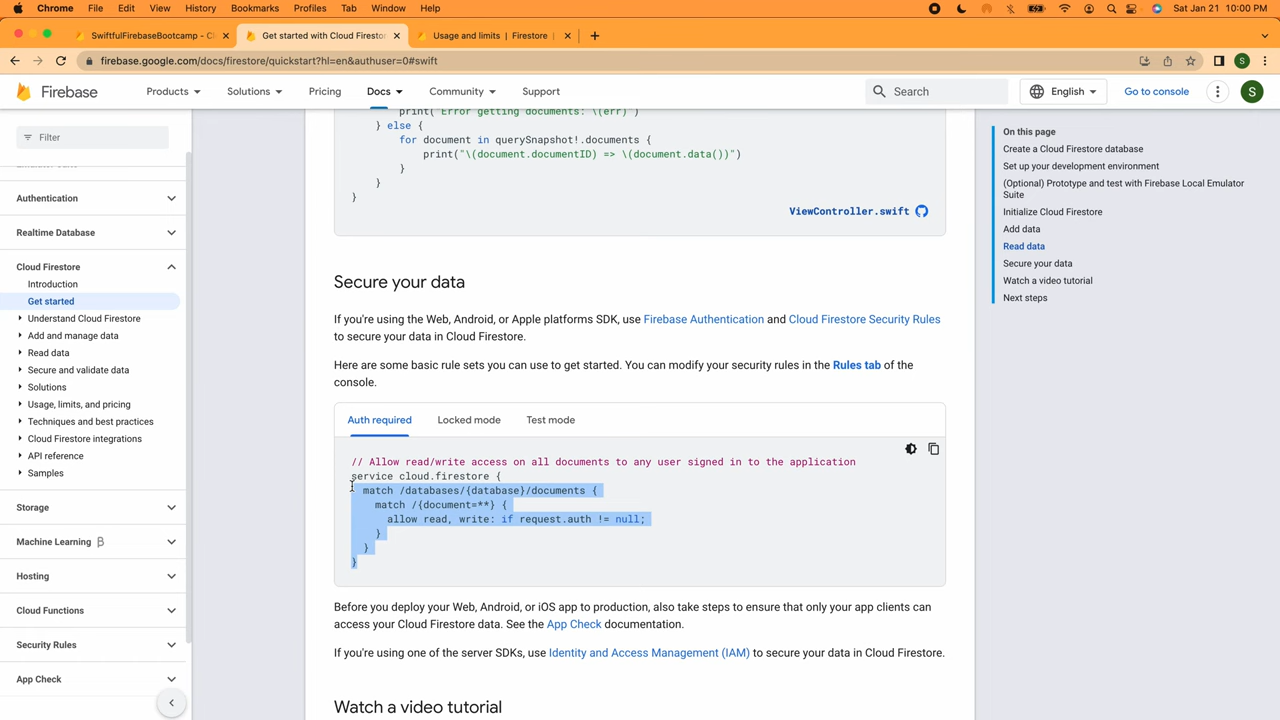 Chrome File Edit View History Bookmarks Profiles Tab Window Help Sat Jan 21 10:00 PM
SwiftfulFirebaseBootcamp - C Get started with Cloud Firestor Usage and limits | Firestore
firebase.google.com/docs/firestore/quickstart?hl=en&authuser=0#swift S
Firebase Products Solutions Pricing Docs Community Support Search English Go to console S
Filter
Authentication
Realtime Database
Cloud Firestore
Introduction
Get started
Understand Cloud Firestore
Add and manage data
Read data
Secure and validate data
Solutions
Usage, limits, and pricing
Techniques and best practices
Cloud Firestore integrations
API reference
Samples
Storage
Machine Learning β
Hosting
Cloud Functions
Security Rules
App Check
print("Error getting documents: \(err)")
} else {
for document in querySnapshot!.documents {
print("\(document.documentID) => \(document.data())")
}
}
}
ViewController.swift
Secure your data
If you're using the Web, Android, or Apple platforms SDK, use Firebase Authentication and Cloud Firestore Security Rules
to secure your data in Cloud Firestore.
Here are some basic rule sets you can use to get started. You can modify your security rules in the Rules tab of the
console.
Auth required Locked mode Test mode
// Allow read/write access on all documents to any user signed in to the application
service cloud.firestore {
match /databases/{database}/documents {
match /{document=**} {
allow read, write: if request.auth != null;
}
}
}
Before you deploy your Web, Android, or iOS app to production, also take steps to ensure that only your app clients can
access your Cloud Firestore data. See the App Check documentation.
If you're using one of the server SDKs, use Identity and Access Management (IAM) to secure your data in Cloud Firestore.
Watch a video tutorial
On this page
Create a Cloud Firestore database
Set up your development environment
(Optional) Prototype and test with Firebase Local Emulator
Suite
Initialize Cloud Firestore
Add data
Read data
Secure your data
Watch a video tutorial
Next steps